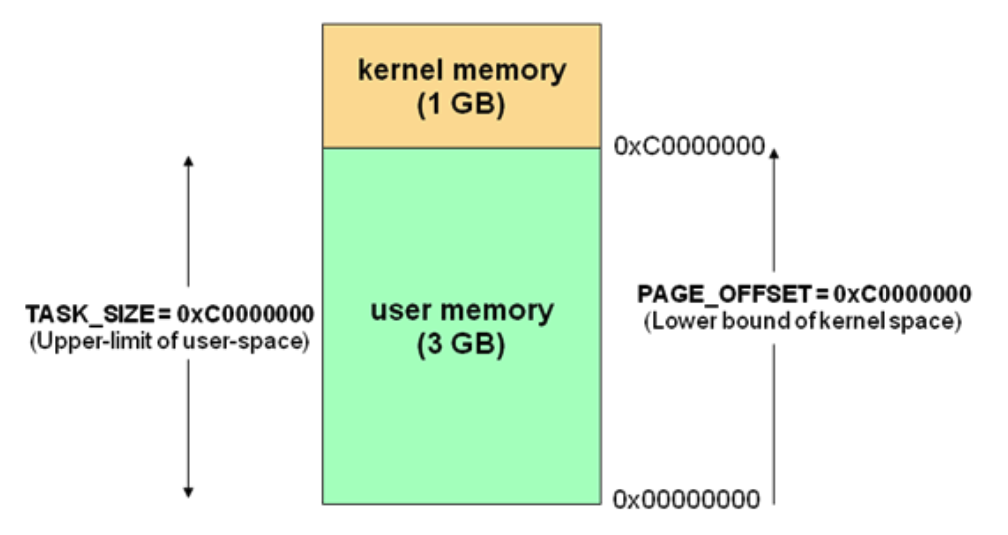 kernel memory
(1 GB)
0xC0000000
TASK_SIZE = 0xC0000000
(Upper-limit of user-space)
user memory
(3 GB)
PAGE_OFFSET = 0xC0000000
(Lower bound of kernel space)
0x00000000